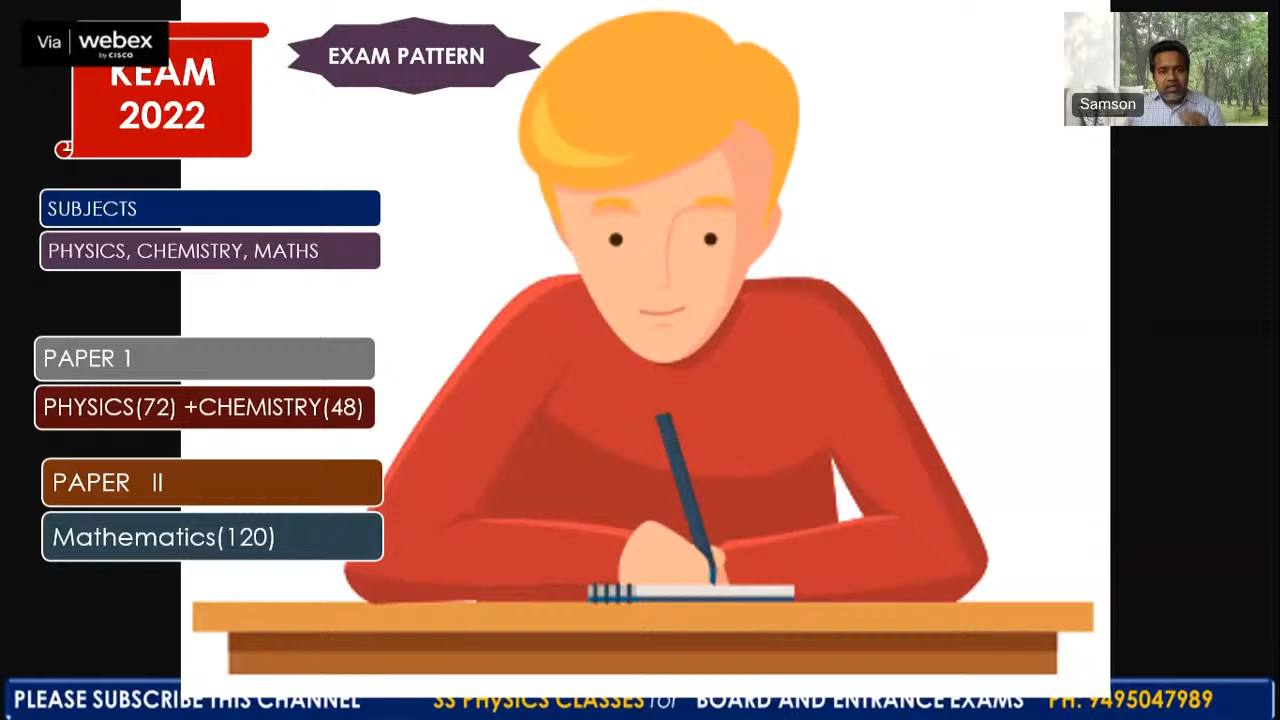 Via webex
by CISCO
KEAM
2022
EXAM PATTERN
Samson
SUBJECTS
PHYSICS, CHEMISTRY, MATHS
PAPER 1
PHYSICS(72) +CHEMISTRY(48)
PAPER II
Mathematics(120)
PLEASE SUBSCRIBE THIS CHANNEL SS PHySICS CLASSES for BOARD AND ENTRANCE EXAMS PH: 9495047989